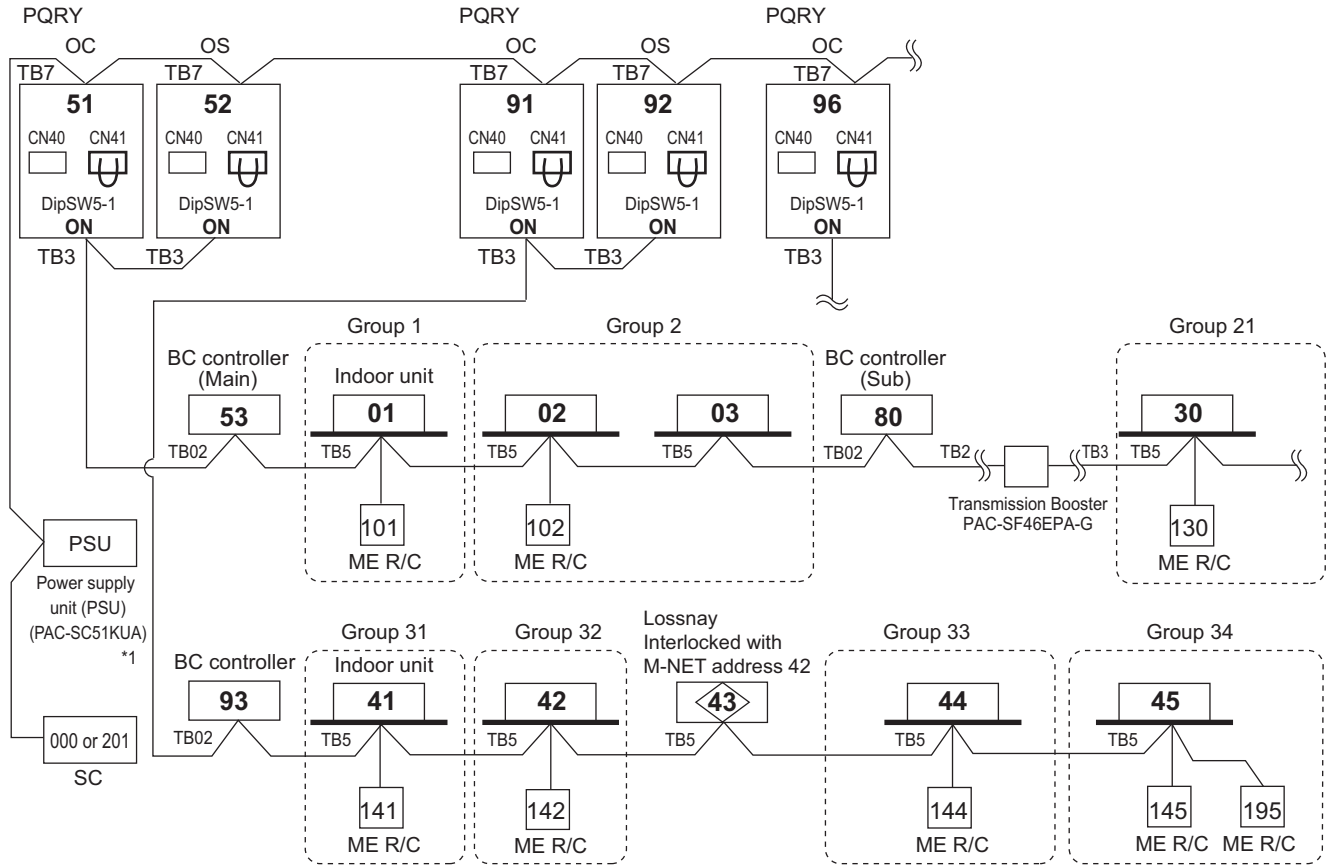 PQRY PQRY PQRY
OC OS OC OS OC
TB7 TB7 TB7 TB7 TB7
51 52 91 92 96
CN40 CN41 CN40 CN41 CN40 CN41 CN40 CN41 CN40 CN41
DipSW5-1 DipSW5-1 DipSW5-1 DipSW5-1 DipSW5-1
ON ON ON ON ON
TB3 TB3 TB3 TB3 TB3
Group 1 Group 2 Group 21
BC controller
(Main)
Indoor unit
BC controller
(Sub)
53 01 02 03 80 30
TB02 TB5 TB5 TB5 TB02 TB2 TB3 TB5
Transmission Booster
PAC-SF46EPA-G
101 102 130
ME R/C ME R/C ME R/C
PSU
Power supply
unit (PSU)
(PAC-SC51KUA)
*1
Group 31 Group 32
Lossnay
Interlocked with
M-NET address 42
Group 33 Group 34
BC controller Indoor unit
93 41 42 43 44 45
TB02 TB5 TB5 TB5 TB5 TB5
000 or 201
SC
141 142 144 145 195
ME R/C ME R/C ME R/C ME R/C ME R/C